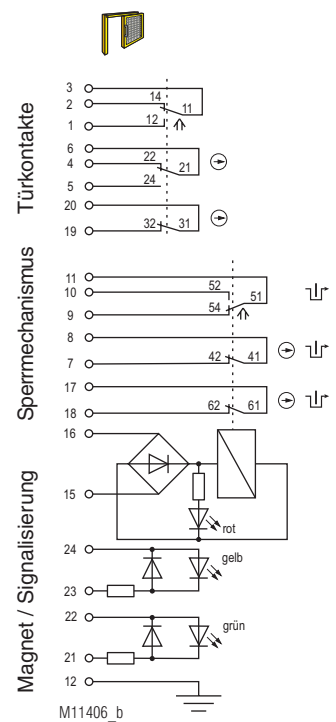 Türkontakte
3
2 14
11
1 12
6
4 22
21
5 24
20
19 32 31
Sperrmechanismus
11
10 52
51
9 54
8
7 42 41
17
18 62 61
Magnet / Signalisierung
16
15
rot
24
gelb
23
22
grün
21
12
M11406_b